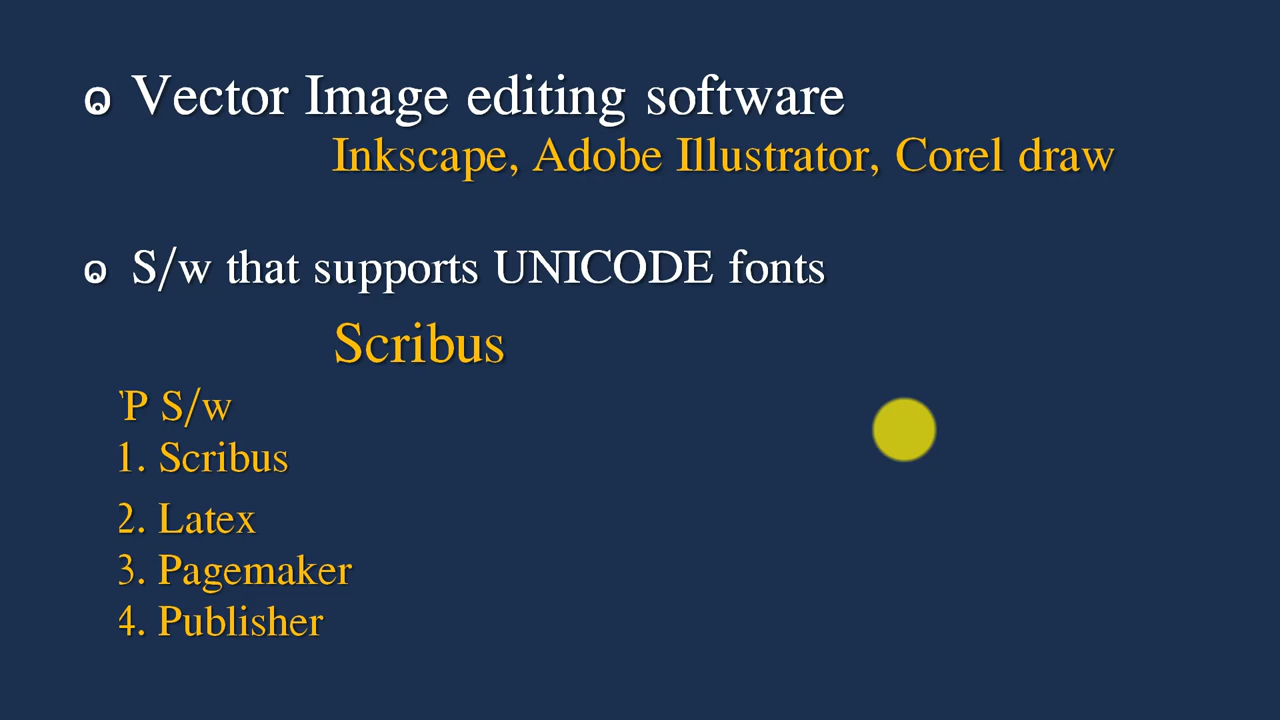 Vector Image editing software
Inkscape, Adobe Illustrator, Corel draw
S/w that supports UNICODE fonts
Scribus
P S/w
1. Scribus
2. Latex
3. Pagemaker
4. Publisher